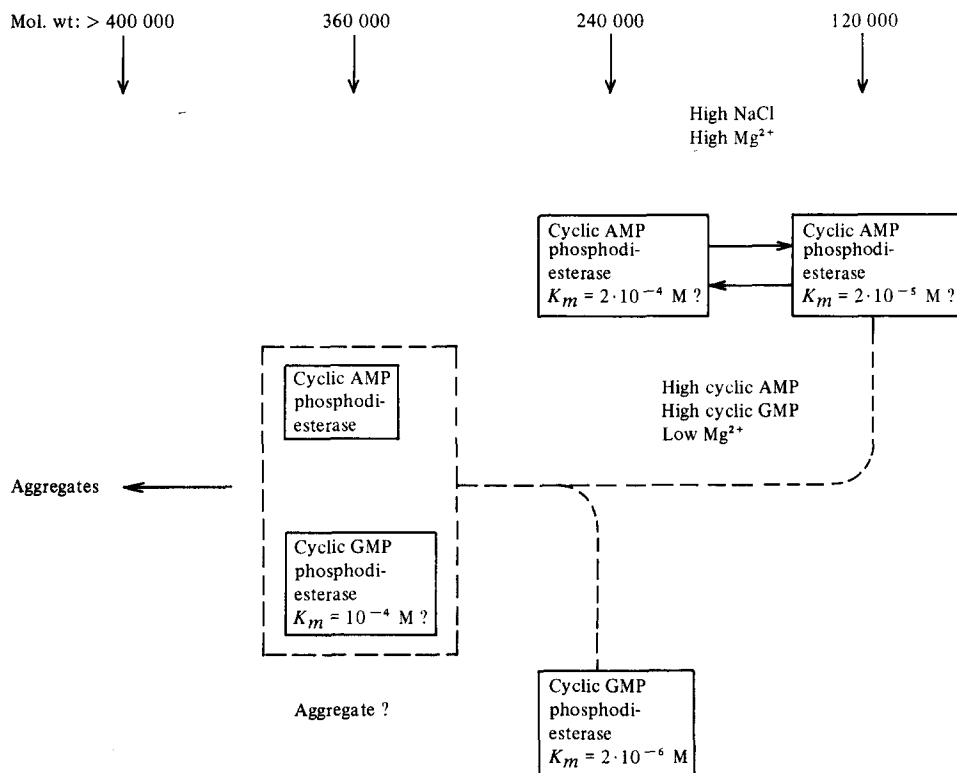 Mol. wt: > 400 000 360 000 240 000 120 000
High NaCl
High Mg²⁺
Cyclic AMP
phosphodi-
esterase
Kₘ = 2·10⁻⁴ M ?
Cyclic AMP
phosphodi-
esterase
Kₘ = 2·10⁻⁵ M ?
Cyclic AMP
phosphodi-
esterase
High cyclic AMP
High cyclic GMP
Low Mg²⁺
Aggregates
Cyclic GMP
phosphodi-
esterase
Kₘ = 10⁻⁴ M ?
Aggregate ?
Cyclic GMP
phosphodi-
esterase
Kₘ = 2·10⁻⁶ M